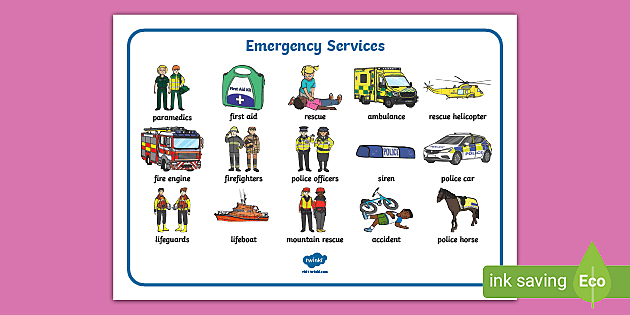 Emergency Services
First Aid Kit
paramedics first aid rescue ambulance rescue helicopter
POLICE
fire engine firefighters police officers siren police car
lifeguards lifeboat mountain rescue accident police horse
twinkl
visit twinkl.com
ink saving Eco